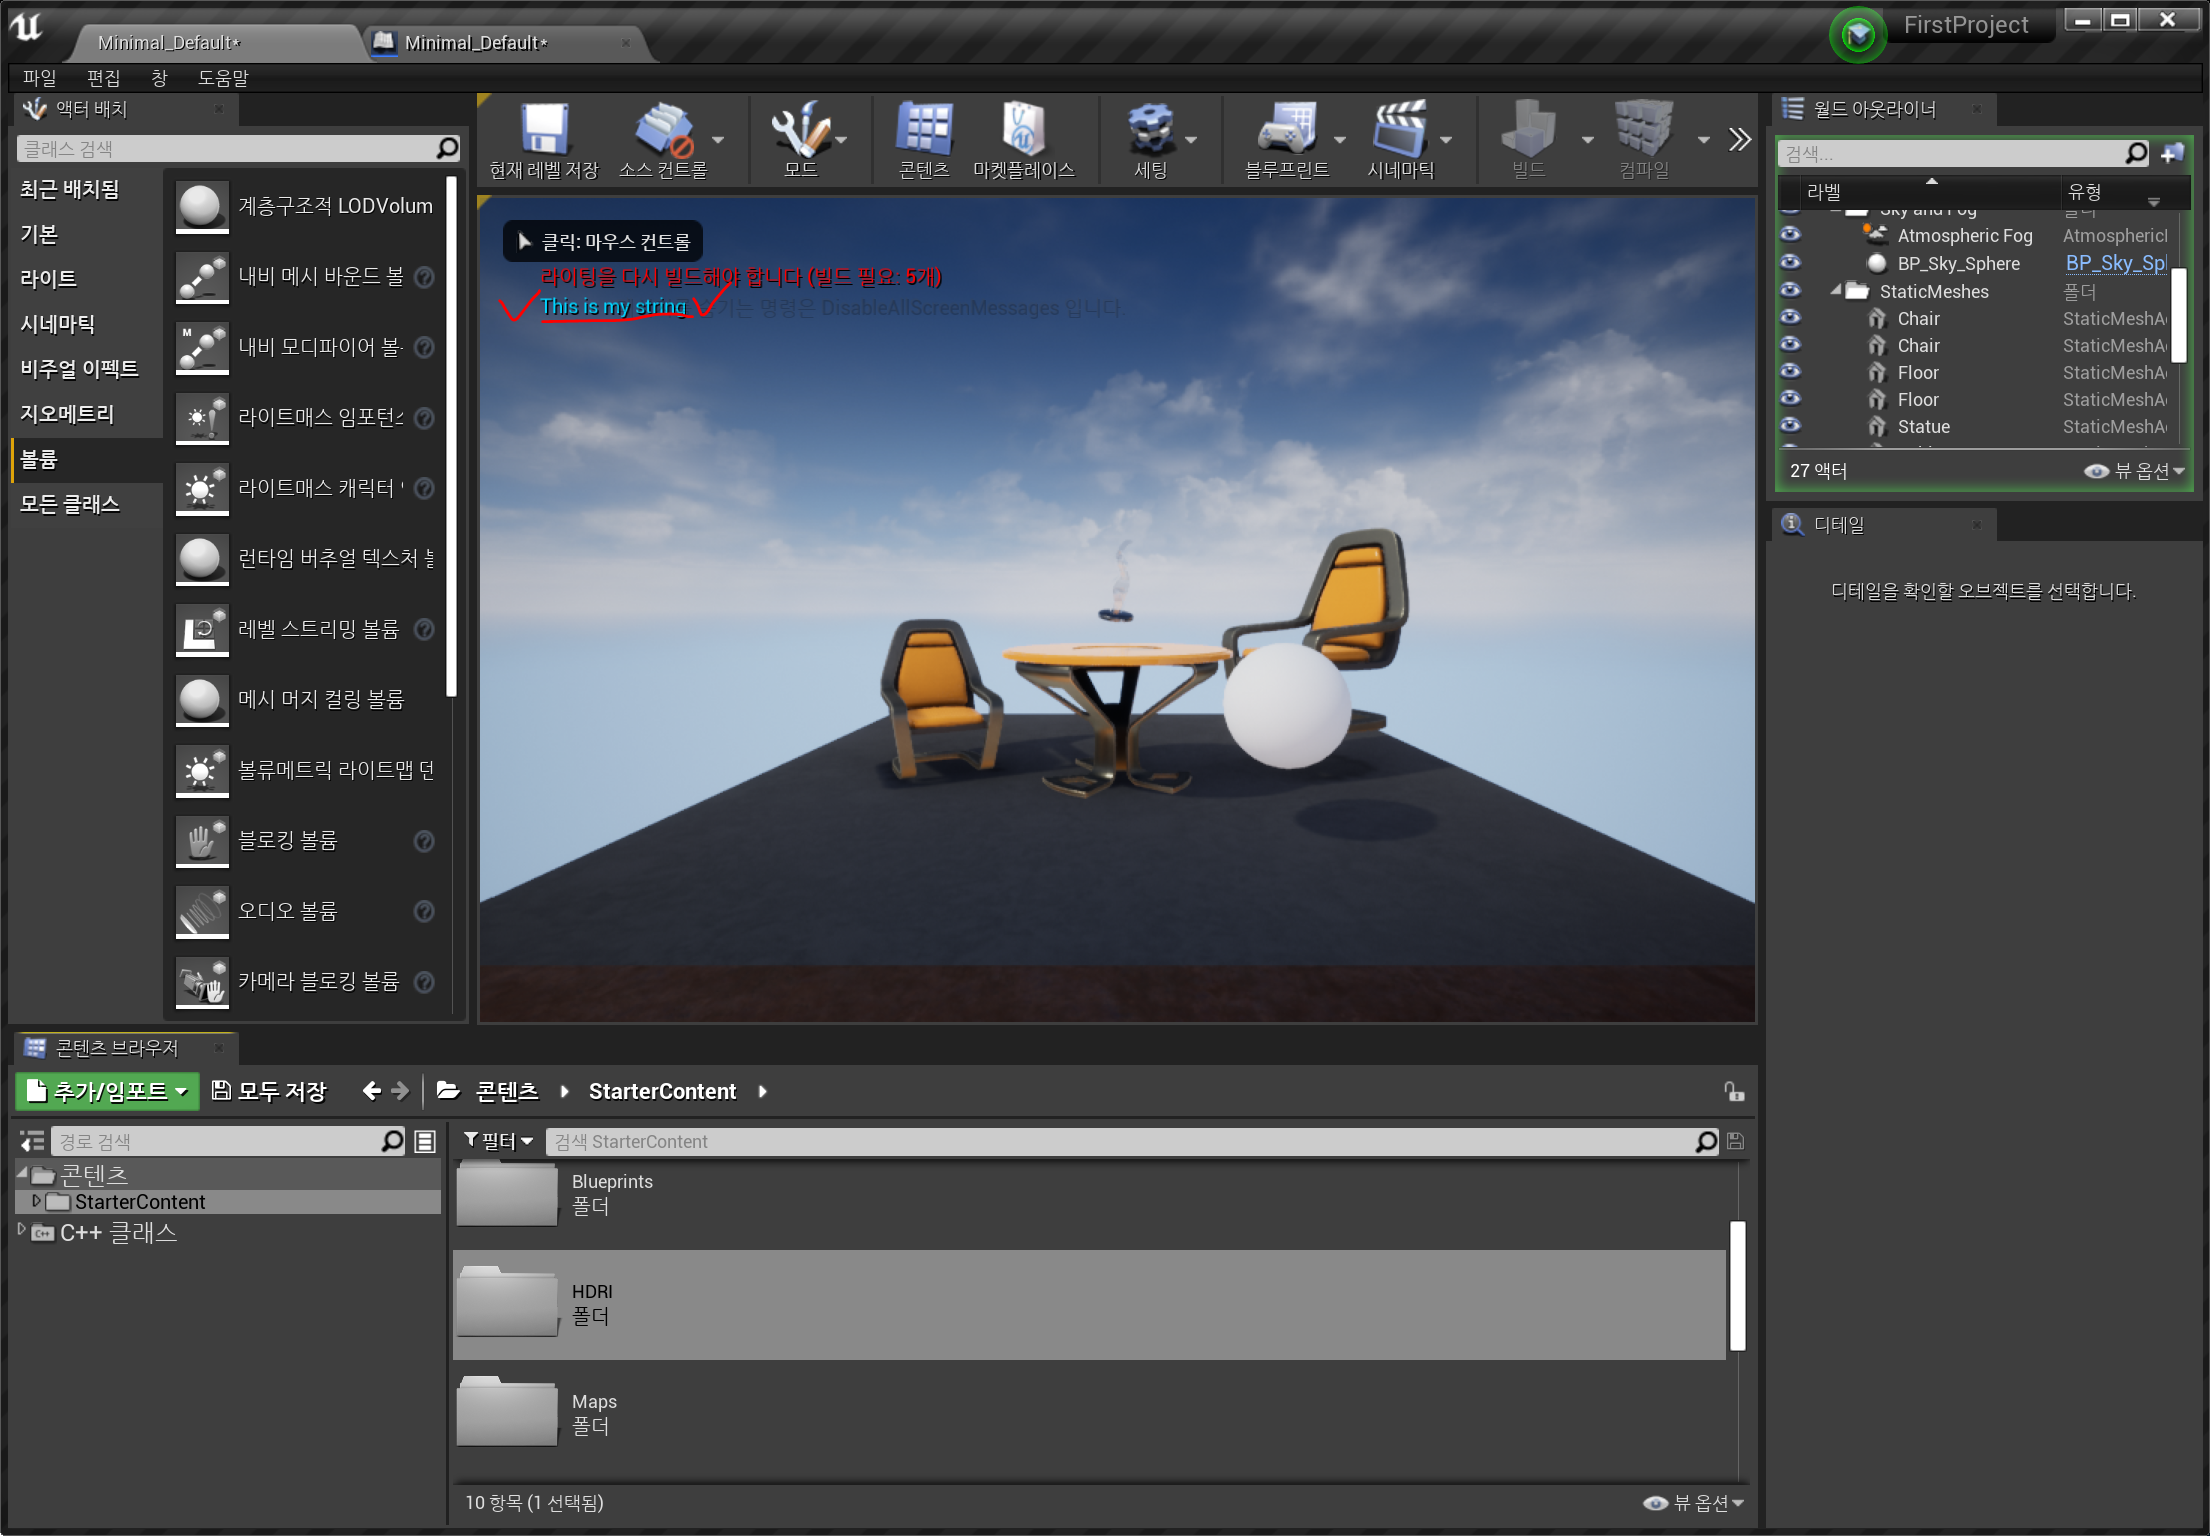 Minimal_Default*
Minimal_Default*
FirstProject
파일 편집 창 도움말
액터 배치
클래스 검색
최근 배치됨
기본
라이트
시네마틱
비주얼 이펙트
지오메트리
볼륨
모든 클래스
계층구조적 LODVolum
내비 메시 바운드 볼
내비 모디파이어 볼
라이트매스 임포턴스
라이트매스 캐릭터
런타임 버추얼 텍스처 볼
레벨 스트리밍 볼륨
메시 머지 컬링 볼륨
볼류메트릭 라이트맵 덴
블로킹 볼륨
오디오 볼륨
카메라 블로킹 볼륨
현재 레벨 저장
소스 컨트롤
모드
콘텐츠
마켓플레이스
세팅
블루프린트
시네마틱
빌드
컴파일
클릭: 마우스 컨트롤
라이팅을 다시 빌드해야 합니다 (빌드 필요: 5개)
This is my string
기는 명령은 DisableAllScreenMessages 입니다.
월드 아웃라이너
검색...
라벨 유형
Sky and Fog 폴더
Atmospheric Fog Atmospheric
BP_Sky_Sphere BP_Sky_Sp
StaticMeshes 폴더
Chair StaticMeshA
Chair StaticMeshA
Floor StaticMeshA
Floor StaticMeshA
Statue StaticMeshA
27 액터
뷰 옵션
디테일
디테일을 확인할 오브젝트를 선택합니다.
콘텐츠 브라우저
추가/임포트
모두 저장
콘텐츠
StarterContent
경로 검색
콘텐츠
StarterContent
C++ 클래스
필터
검색 StarterContent
Blueprints
폴더
HDRI
폴더
Maps
폴더
10 항목 (1 선택됨)
뷰 옵션